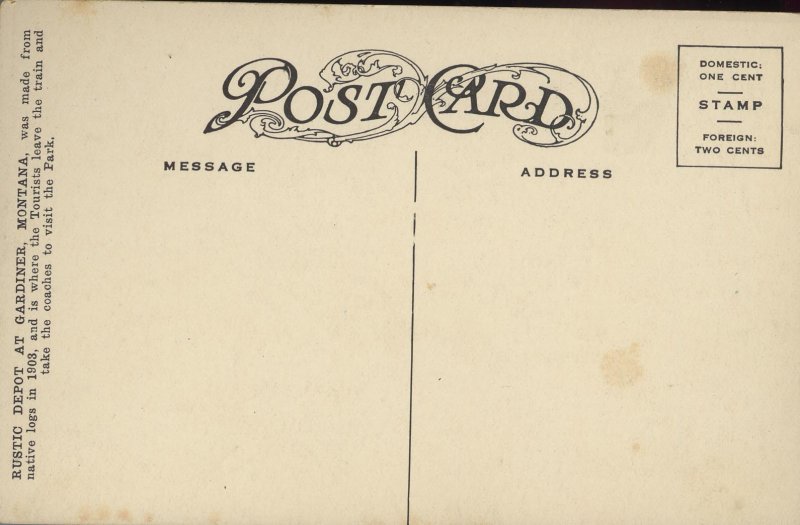 POST CARD
MESSAGE
ADDRESS
DOMESTIC:
ONE CENT
STAMP
FOREIGN:
TWO CENTS
RUSTIC DEPOT AT GARDINER, MONTANA, was made from
native logs in 1903, and is where the Tourists leave the train and
take the coaches to visit the Park.